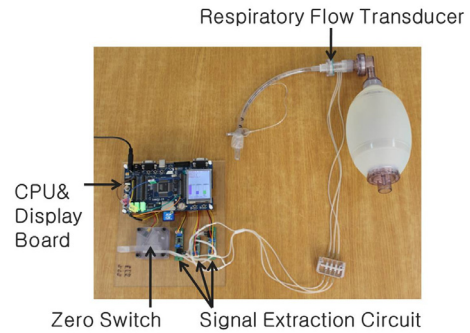 Respiratory Flow Transducer
CPU&
Display
Board
Zero Switch
Signal Extraction Circuit